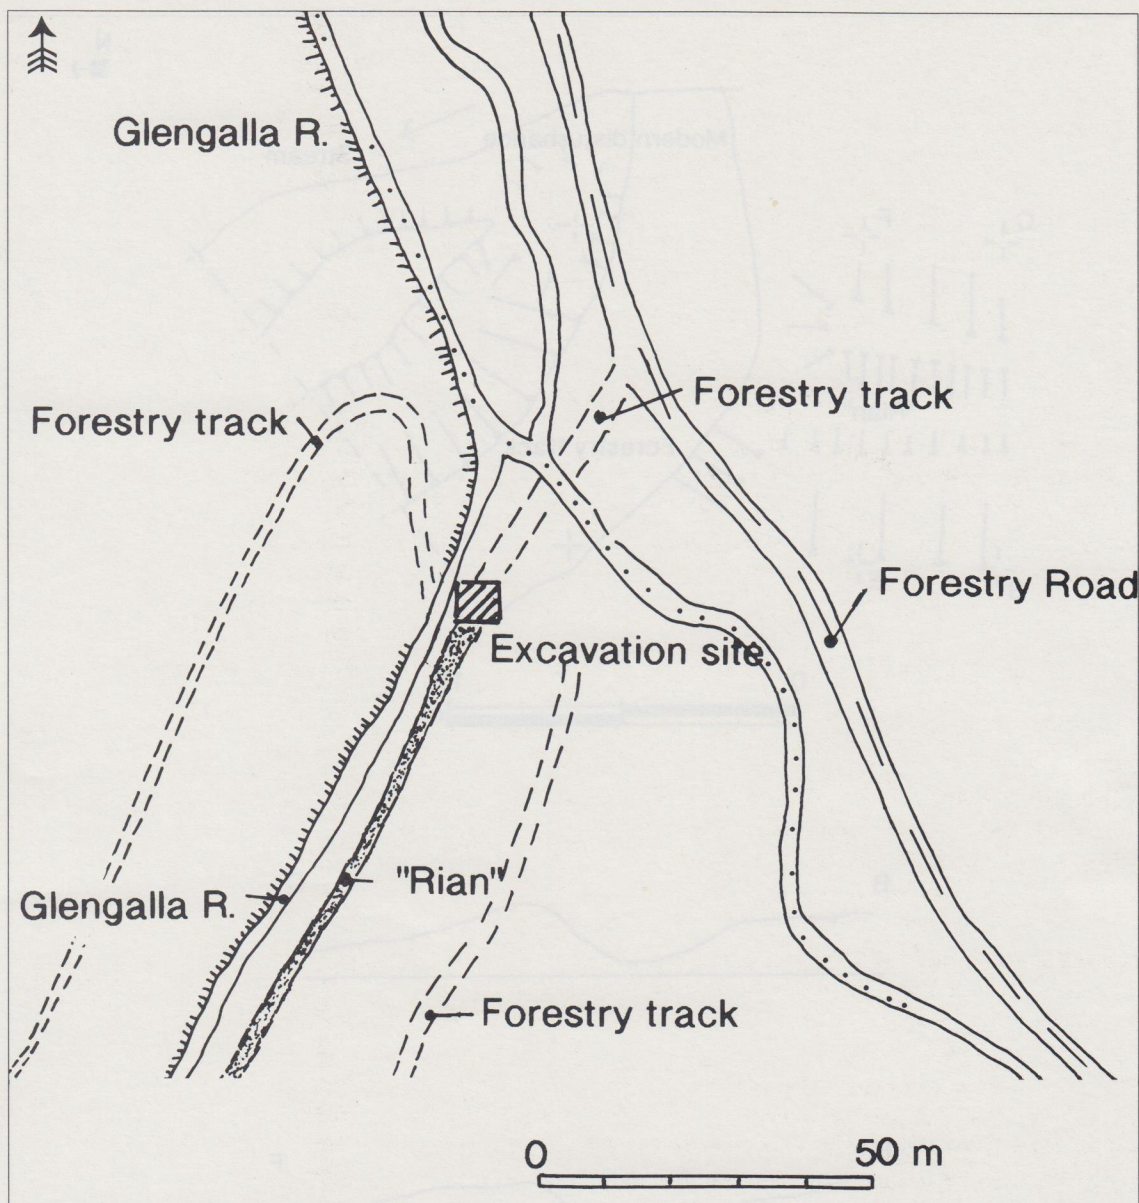 Glengalla R.
Forestry track
Forestry track
Forestry Road
Excavation site
"Rian"
Glengalla R.
Forestry track
0 50 m